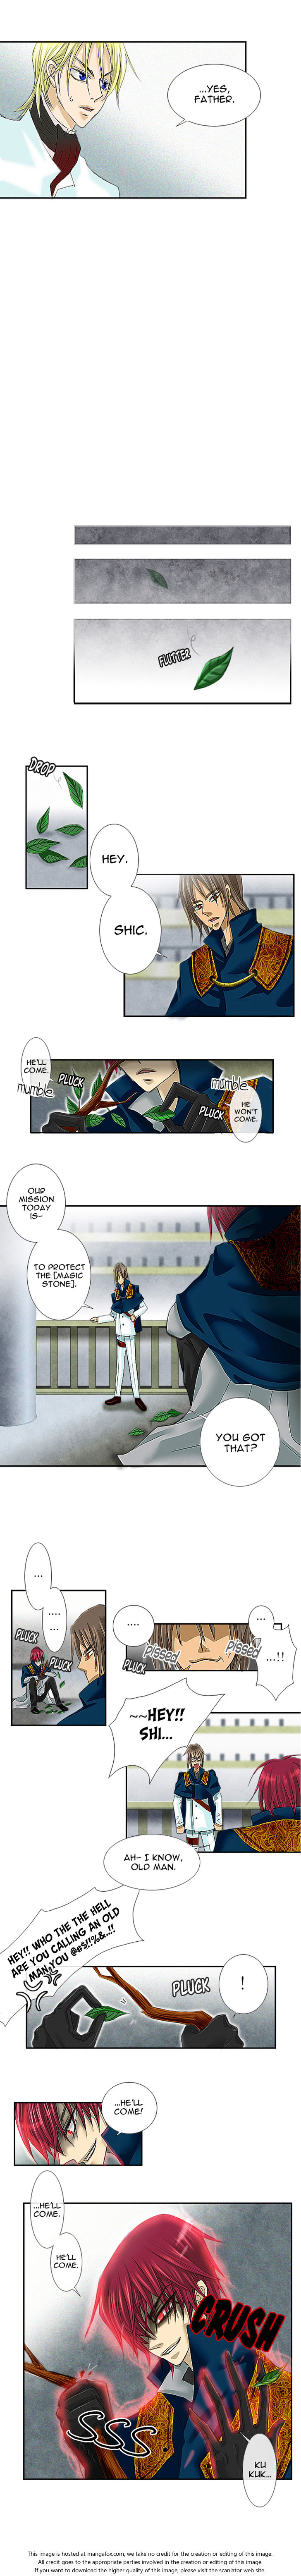 ...YES,
FATHER.
FLUTTER
DROP
HEY.
SHIC.
HE'LL
COME.
mumble
PLUCK
mumble
PLUCK
HE
WON'T
COME.
OUR
MISSION
TODAY
IS~
TO PROTECT
THE [MAGIC
STONE].
YOU GOT
THAT?
...
....
...
PLUCK
PLUCK
....
PLUCK
pissed
pissed
...
...!!
~~HEY!!
SHI...
AH~ I KNOW,
OLD MAN.
HEY!! WHO THE THE HELL
ARE YOU CALLING AN OLD
MAN YOU @#$!!%&..!!
PLUCK
!
...HE'LL
COME!
...HE'LL
COME.
HE'LL
COME.
CRUSH
SSS
KU
KUK...
This image is hosted at mangafox.com, we take no credit for the creation or editing of this image.
All credit goes to the appropriate parties involved in the creation or editing of this image.
If you want to download the higher quality of this image, please visit the scanlator web site.